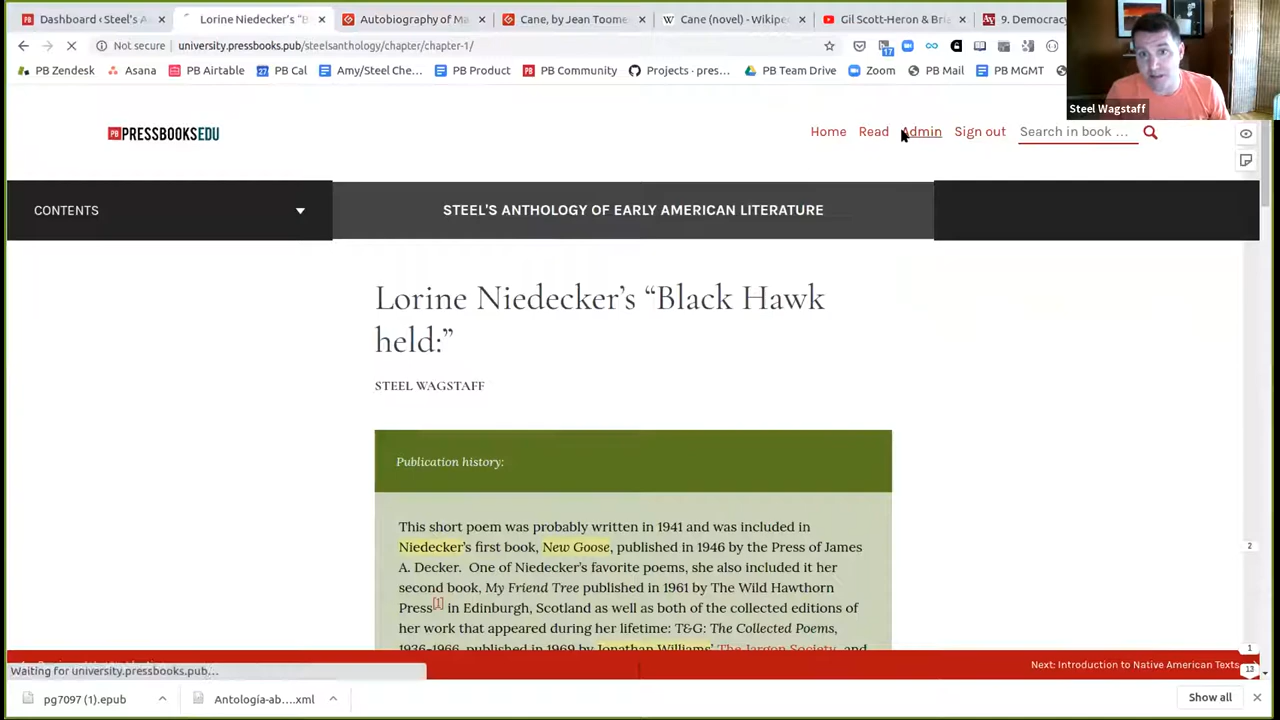 Dashboard ‹ Steel's A
Lorine Niedecker's "B
Autobiography of Ma
Cane, by Jean Toome
Cane (novel) - Wikipe
Gil Scott-Heron & Bri
9. Democracy
Not secure
university.pressbooks.pub/steelsanthology/chapter/chapter-1/
17
PB Zendesk
Asana
PB Airtable
27 PB Cal
Amy/Steel Che...
PB Product
PB Community
Projects · pres...
PB Team Drive
Zoom
PB Mail
PB MGMT
Steel Wagstaff
PB PRESSBOOKSEDU
Home
Read
Admin
Sign out
Search in book ...
CONTENTS
STEEL'S ANTHOLOGY OF EARLY AMERICAN LITERATURE
Lorine Niedecker's “Black Hawk
held:”
STEEL WAGSTAFF
Publication history:
This short poem was probably written in 1941 and was included in
Niedecker's first book, New Goose, published in 1946 by the Press of James
A. Decker. One of Niedecker's favorite poems, she also included it her
second book, My Friend Tree published in 1961 by The Wild Hawthorn
Press[1] in Edinburgh, Scotland as well as both of the collected editions of
her work that appeared during her lifetime: T&G: The Collected Poems,
1936-1966, published in 1969 by Jonathan Williams' The Jargon Society, and
2
1
13
Next: Introduction to Native American Texts
Waiting for university.pressbooks.pub...
pg7097 (1).epub
Antología-ab....xml
Show all